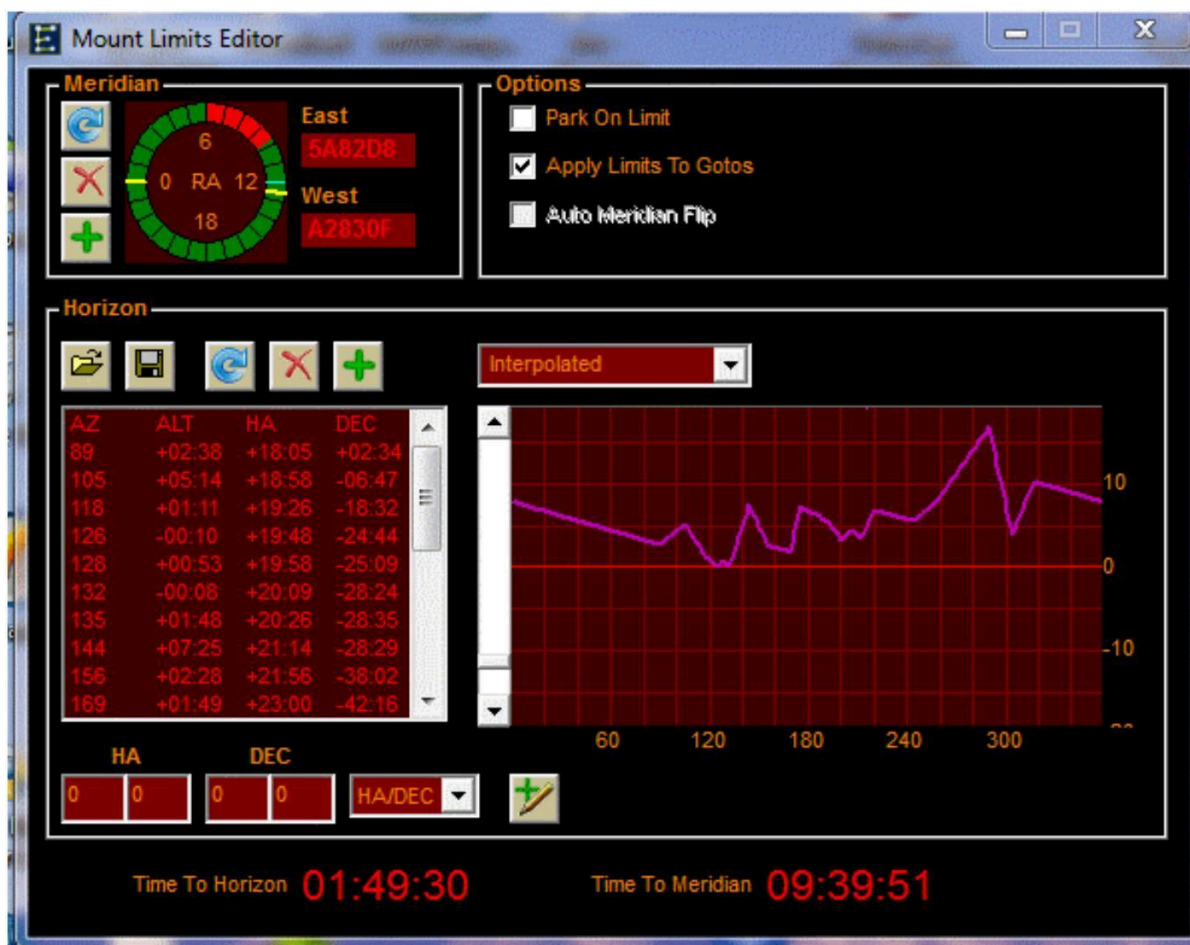 Mount Limits Editor
Meridian
6
0 RA 12
18
East
5A82D8
West
A2830F
Options
Park On Limit
Apply Limits To Gotos
Auto Meridian Flip
Horizon
Interpolated
AZ ALT HA DEC
89 +02:38 +18:05 +02:34
105 +05:14 +18:58 -06:47
118 +01:11 +19:26 -18:32
126 -00:10 +19:48 -24:44
128 +00:53 +19:58 -25:09
132 -00:08 +20:09 -28:24
135 +01:48 +20:26 -28:35
144 +07:25 +21:14 -28:29
156 +02:28 +21:56 -38:02
169 +01:49 +23:00 -42:16
10
0
-10
60 120 180 240 300
HA DEC
0 0 0 0 HA/DEC
Time To Horizon 01:49:30 Time To Meridian 09:39:51